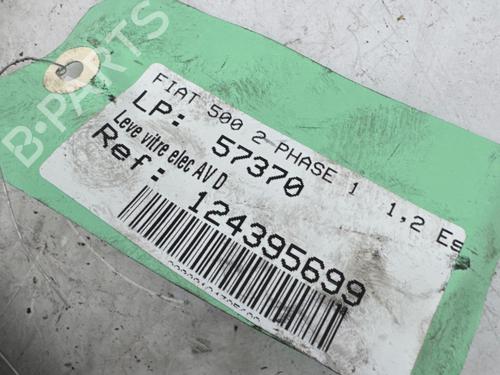 B-PARTS
FIAT 500 2 PHASE 1 1,2 Es
LP: 57370
Leve vitre elec AV D
Ref: 124395699